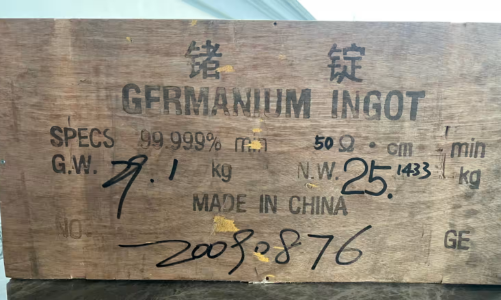 锗 锭
GERMANIUM INGOT
SPECS 99.999% min 50Ω·cm min
G.W. 29.1 kg N.W. 25.1433 kg
MADE IN CHINA
NO 2009.0876 GE